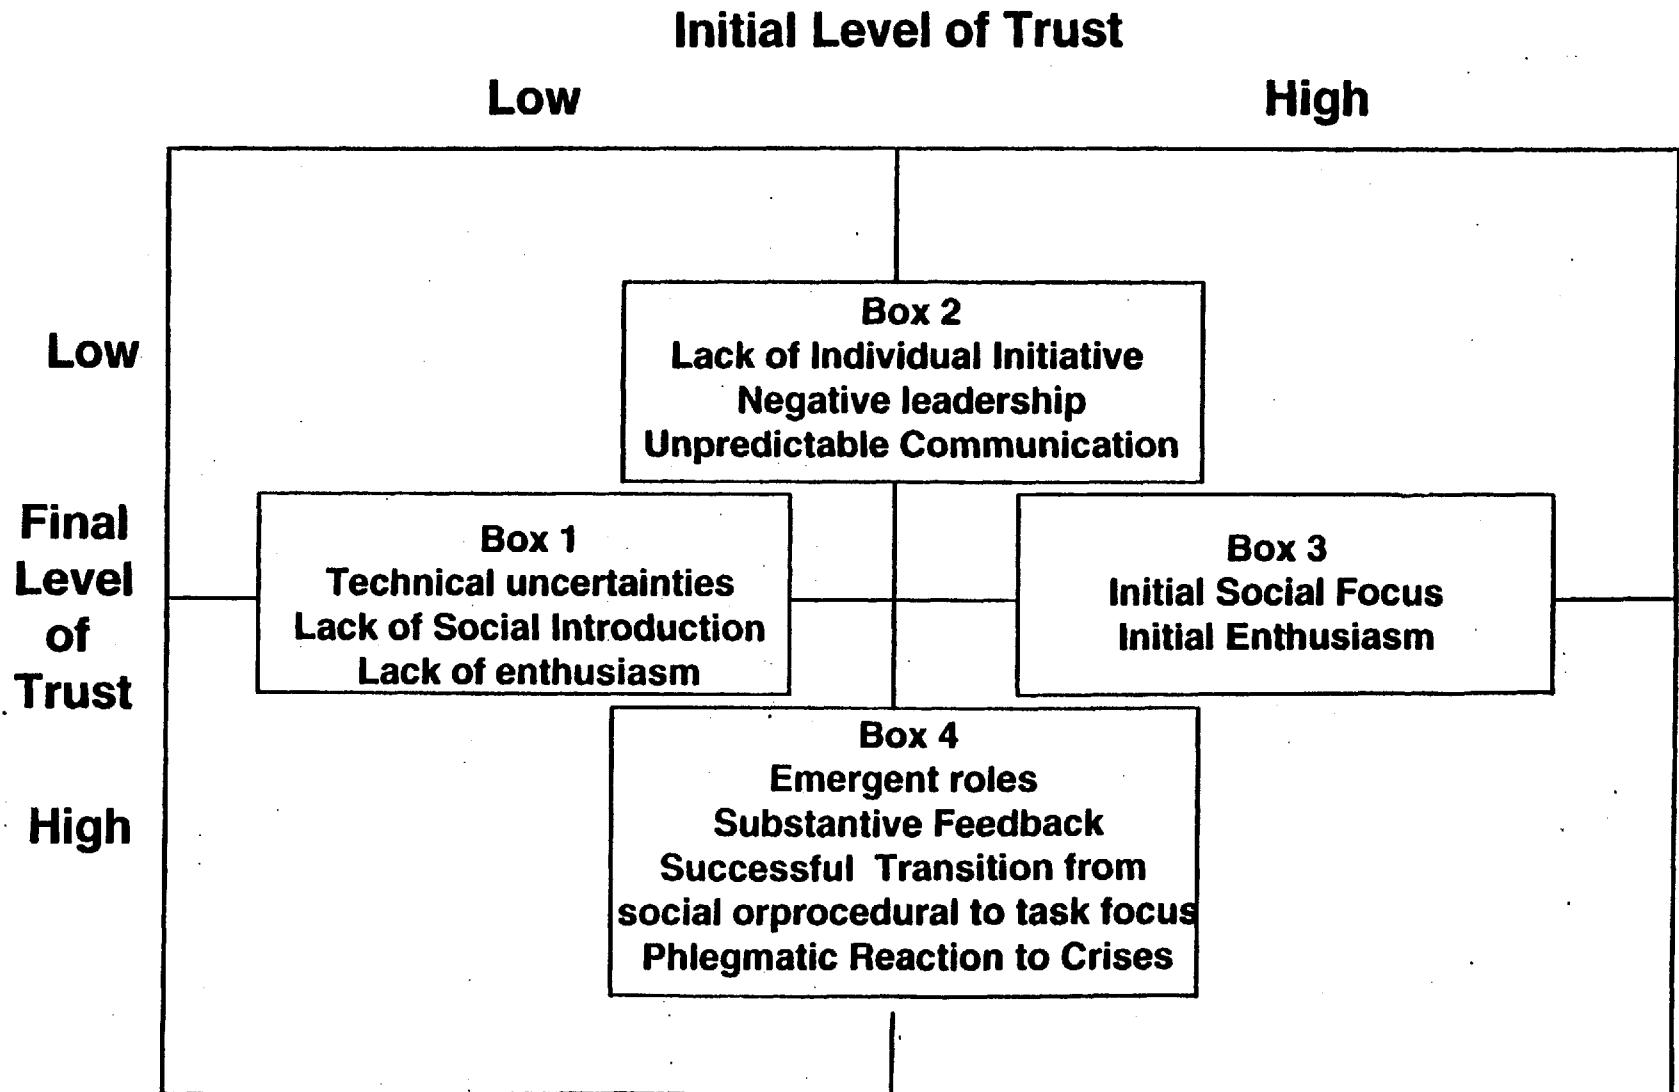 Initial Level of Trust
Low
High
Low
Box 2
Lack of Individual Initiative
Negative leadership
Unpredictable Communication
Final
Level
of
Trust
Box 1
Technical uncertainties
Lack of Social Introduction
Lack of enthusiasm
Box 3
Initial Social Focus
Initial Enthusiasm
High
Box 4
Emergent roles
Substantive Feedback
Successful Transition from
social orprocedural to task focus
Phlegmatic Reaction to Crises